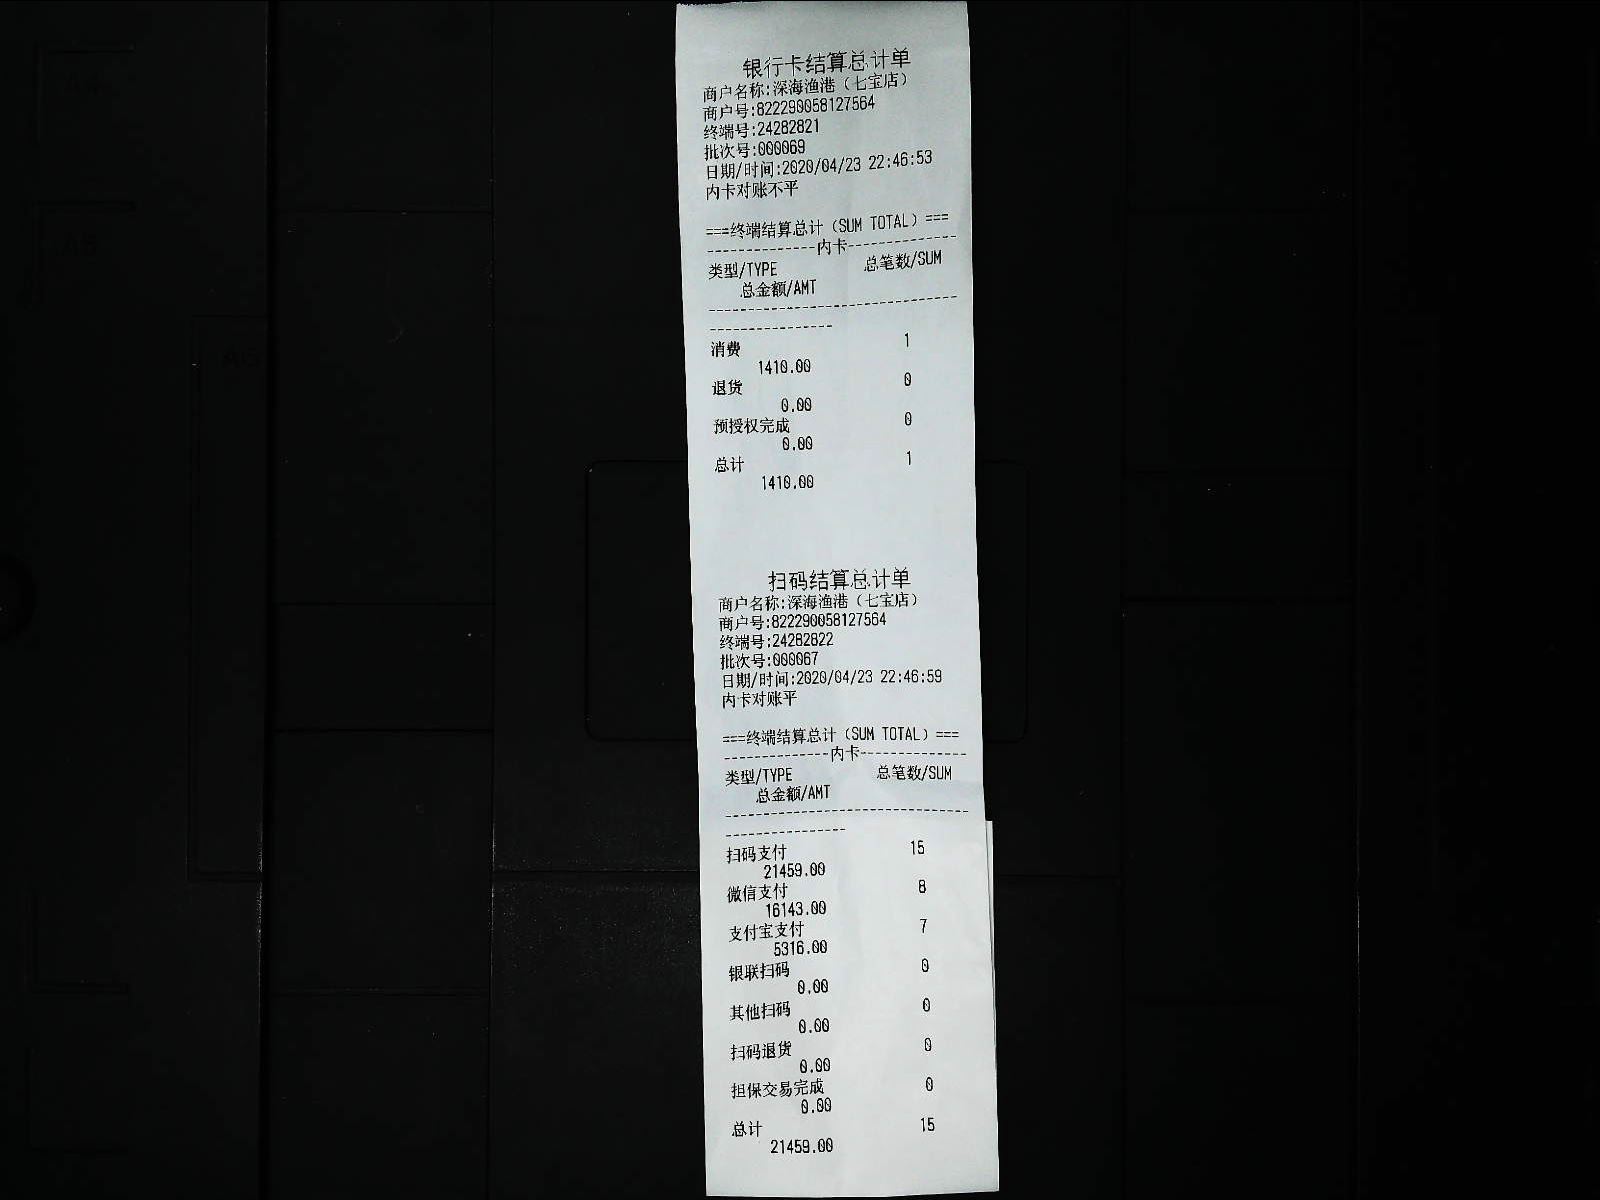 银行卡结算总计单
商户名称:深海渔港（七宝店）
商户号:822290058127564
终端号:24282821
批次号:000069
日期/时间:2020/04/23 22:46:53
内卡对账不平
===终端结算总计（SUM TOTAL）===
--------------内卡--------------
类型/TYPE 总笔数/SUM
总金额/AMT
--------------------------------
----------------
消费 1
1410.00
退货 0
0.00
预授权完成 0
0.00
总计 1
1410.00
扫码结算总计单
商户名称:深海渔港（七宝店）
商户号:822290058127564
终端号:24282822
批次号:000067
日期/时间:2020/04/23 22:46:59
内卡对账平
===终端结算总计（SUM TOTAL）===
--------------内卡--------------
类型/TYPE 总笔数/SUM
总金额/AMT
--------------------------------
----------------
扫码支付 15
21459.00
微信支付 8
16143.00
支付宝支付 7
5316.00
银联扫码 0
0.00
其他扫码 0
0.00
扫码退货 0
0.00
担保交易完成 0
0.00
总计 15
21459.00
A5
A6